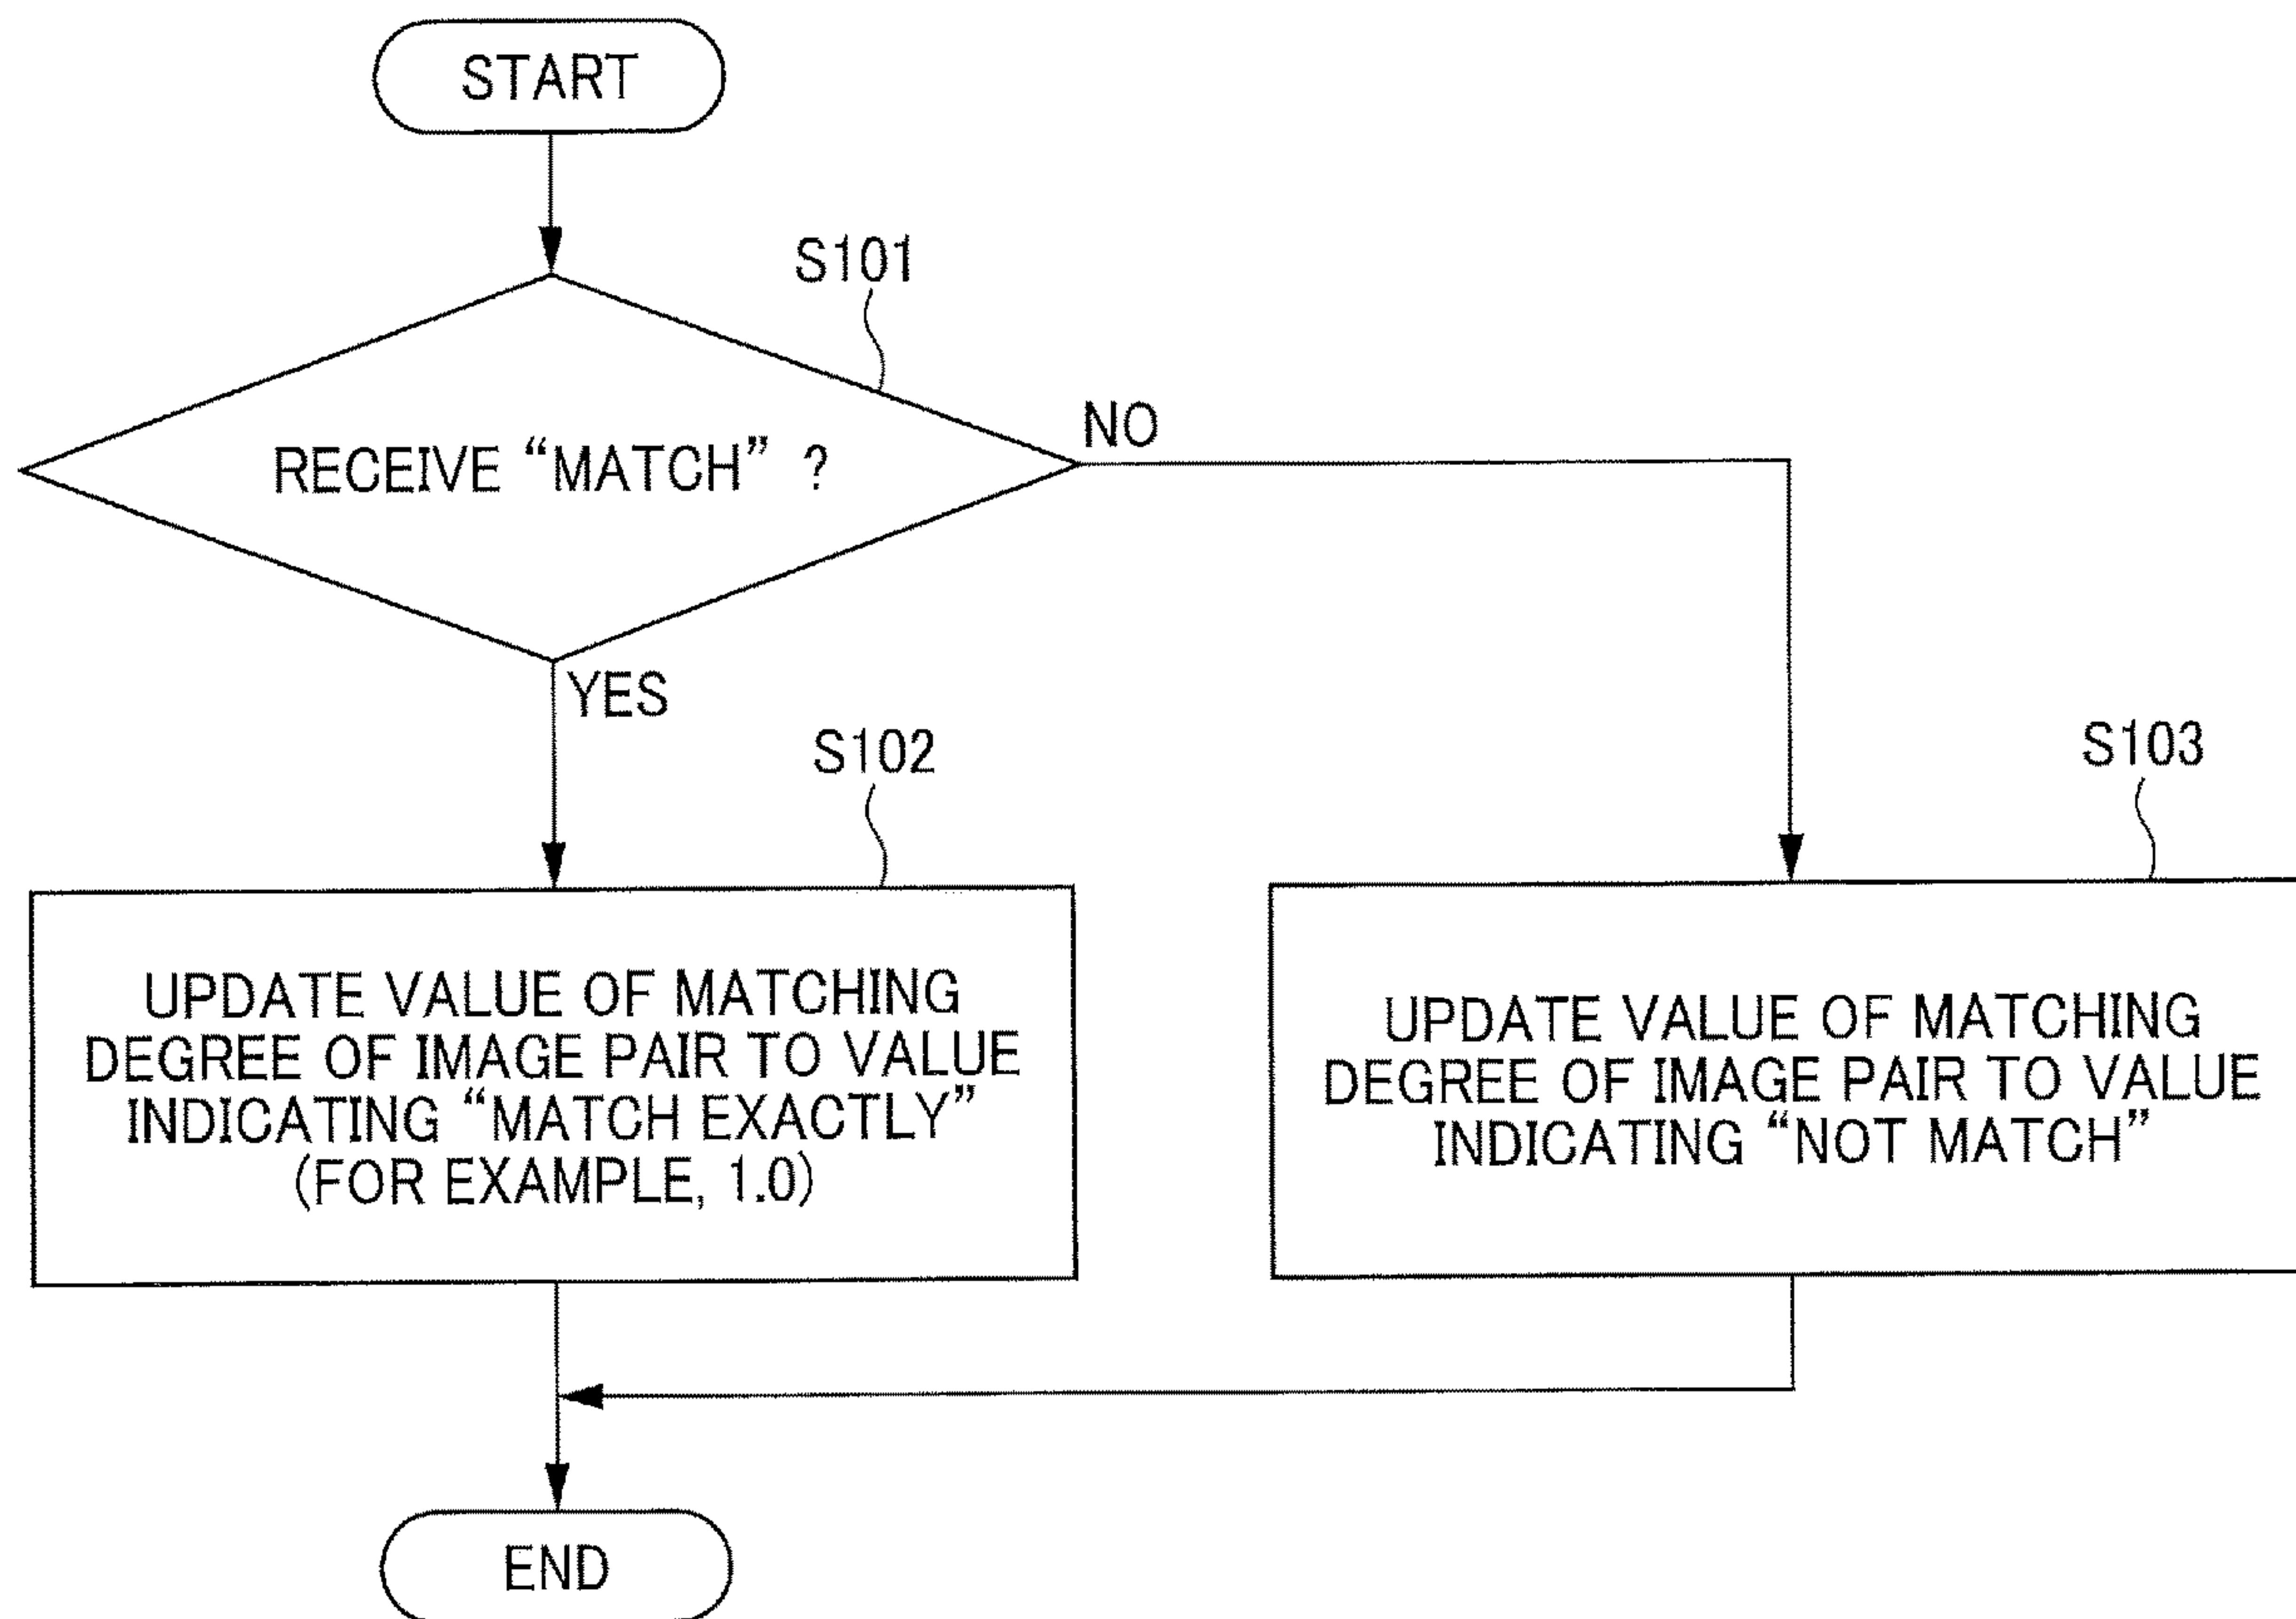 START
S101
RECEIVE “MATCH” ?
NO
YES
S102
UPDATE VALUE OF MATCHING
DEGREE OF IMAGE PAIR TO VALUE
INDICATING “MATCH EXACTLY”
(FOR EXAMPLE, 1.0)
S103
UPDATE VALUE OF MATCHING
DEGREE OF IMAGE PAIR TO VALUE
INDICATING “NOT MATCH”
END